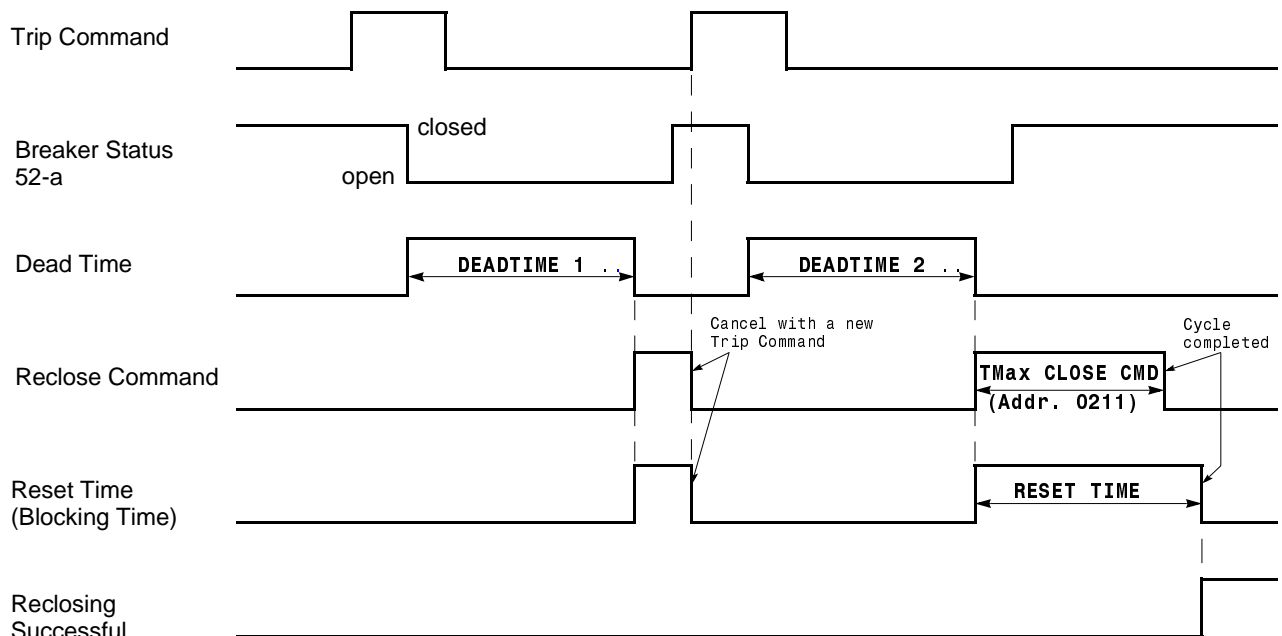 Trip Command
closed
Breaker Status
52-a
open
Dead Time
DEADTIME 1 ..
DEADTIME 2 ..
Cancel with a new
Trip Command
Cycle
completed
Reclose Command
TMax CLOSE CMD
(Addr. 0211)
Reset Time
(Blocking Time)
RESET TIME
Reclosing
Successful